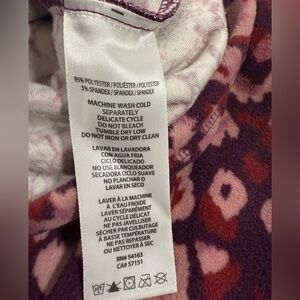 95% POLYESTER / POLIÉSTER / POLYESTER
5% SPANDEX / SPANDEX / SPANDEX
MACHINE WASH COLD
SEPARATELY
DELICATE CYCLE
DO NOT BLEACH
TUMBLE DRY LOW
DO NOT IRON OR DRY CLEAN
LAVAR EN LAVADORA
CON AGUA FRIA
CICLO DELICADO
NO USE BLANQUEADOR
SECADORA CICLO SUAVE
NO PLANCHAR O
LAVAR EN SECO
LAVER À LA MACHINE
À L'EAU FROIDE
LAVER SÉPARÉMENT
AU CYCLE DÉLICAT
NE PAS JAVELLISER
SÉCHER PAR CULBUTAGE
À BASSE TEMPÉRATURE
NE PAS REPASSER
OU NETTOYER À SEC
RN# 54163
CA# 57151